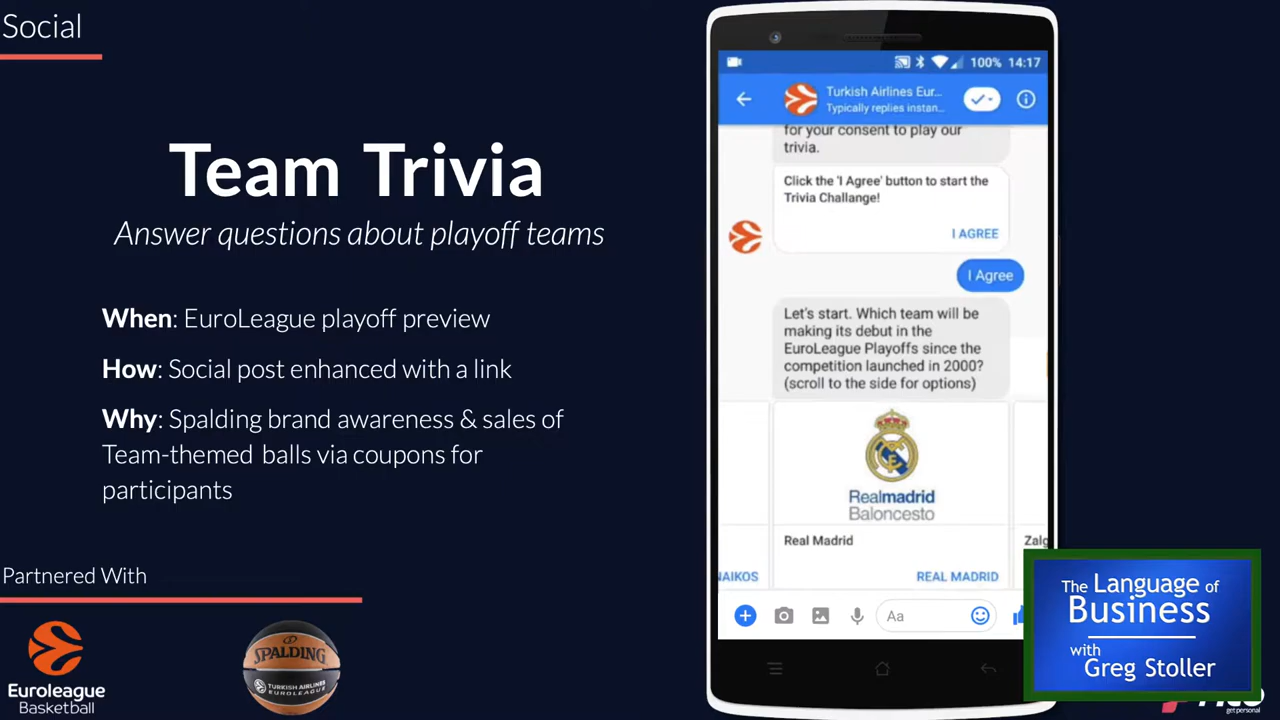 Social
Team Trivia
Answer questions about playoff teams
When: EuroLeague playoff preview
How: Social post enhanced with a link
Why: Spalding brand awareness & sales of
Team-themed balls via coupons for
participants
Partnered With
Euroleague
Basketball
SPALDING
TURKISH AIRLINES
EUROLEAGUE
100% 14:17
Turkish Airlines Eur...
Typically replies instan...
for your consent to play our
trivia.
Click the 'I Agree' button to start the
Trivia Challange!
I AGREE
I Agree
Let's start. Which team will be
making its debut in the
EuroLeague Playoffs since the
competition launched in 2000?
(scroll to the side for options)
Realmadrid
Baloncesto
Real Madrid
Zalg
NAIKOS
REAL MADRID
Aa
The Language of
Business
with
Greg Stoller
get personal